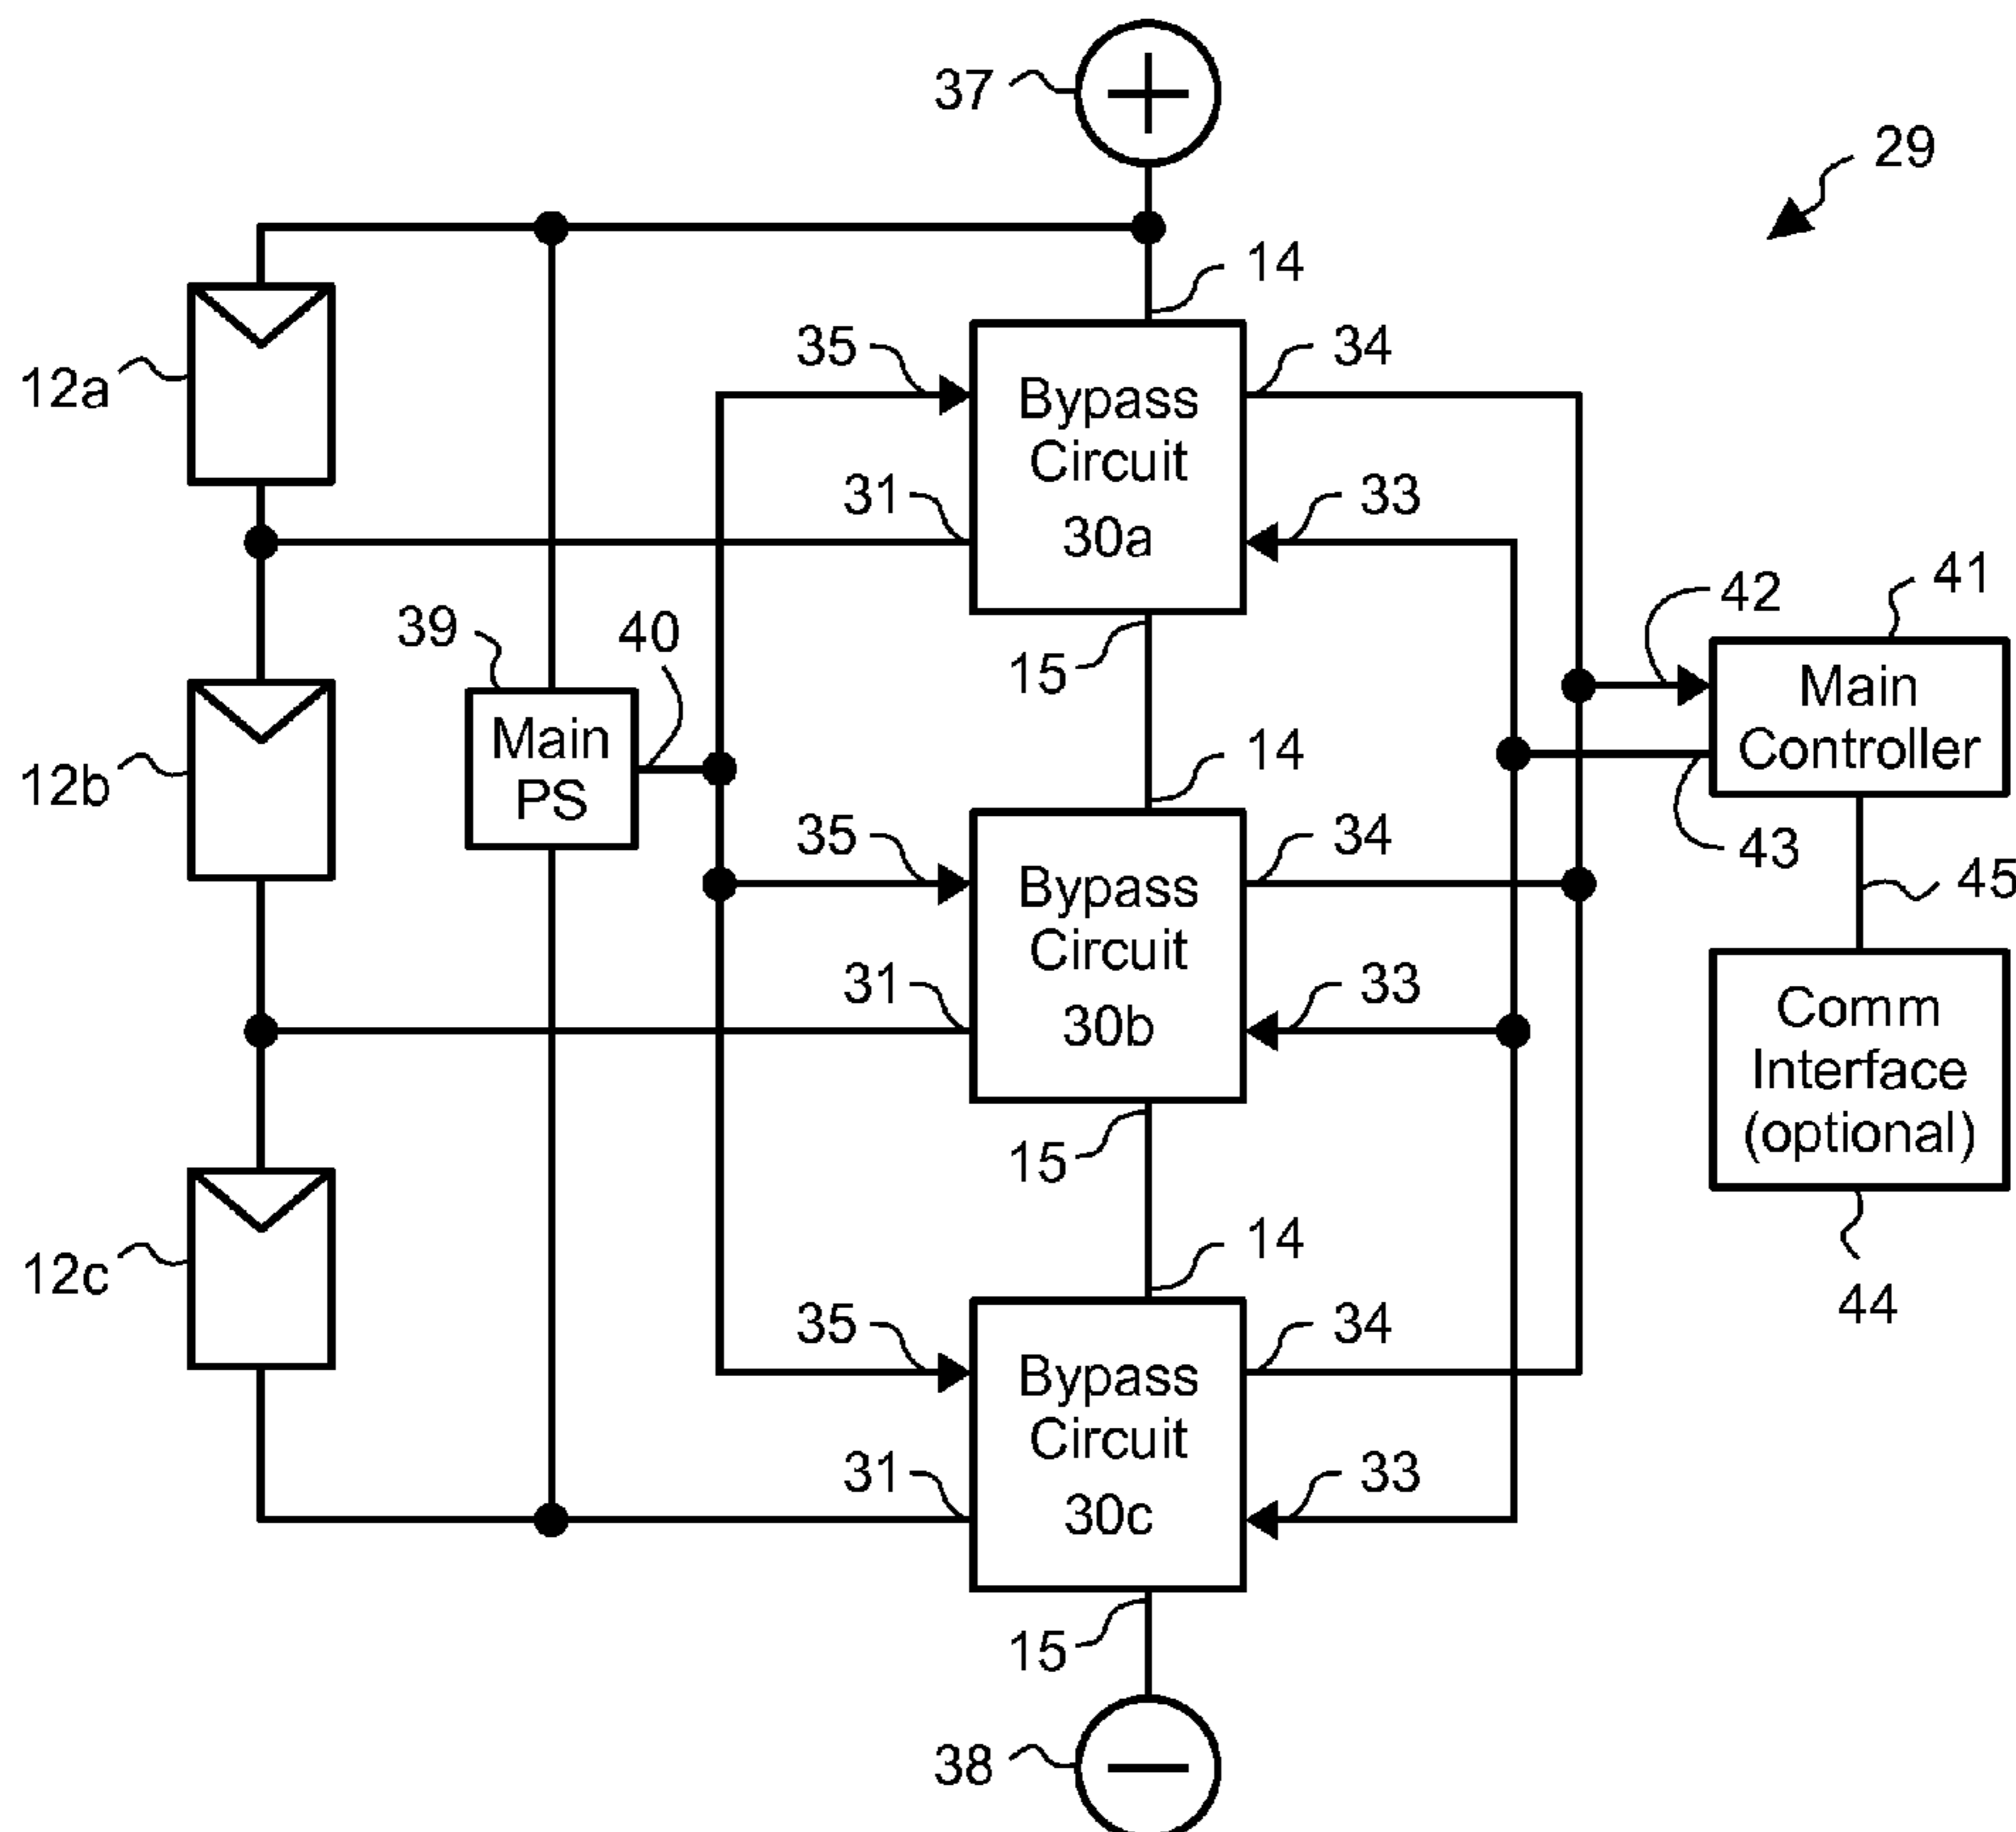 37
29
14
35
34
12a
Bypass
Circuit
30a
31
33
39
40
15
42
41
Main
PS
Main
Controller
43
12b
14
35
34
45
Bypass
Circuit
30b
31
33
Comm
Interface
(optional)
15
44
12c
14
35
34
Bypass
Circuit
30c
31
33
15
38